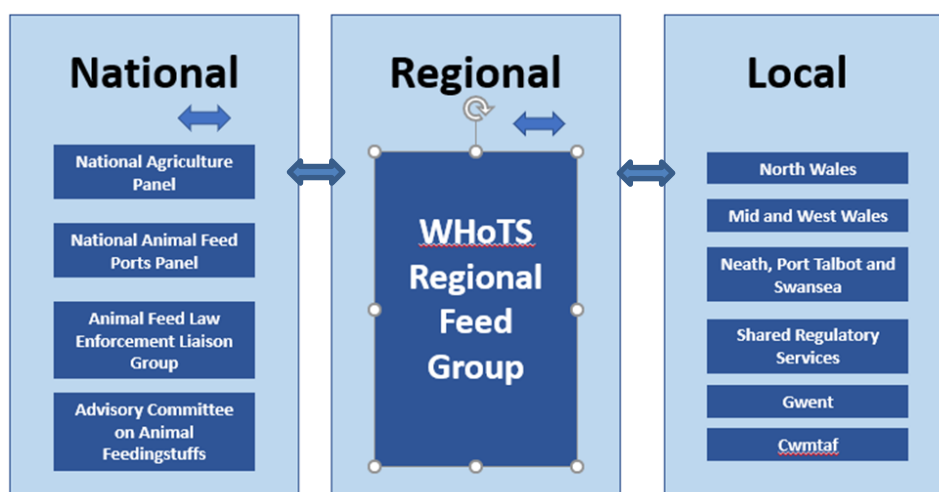 National
National Agriculture
Panel
National Animal Feed
Ports Panel
Animal Feed Law
Enforcement Liaison
Group
Advisory Committee
on Animal
Feedingstuffs
Regional
WHoTS
Regional
Feed
Group
Local
North Wales
Mid and West Wales
Neath, Port Talbot and
Swansea
Shared Regulatory
Services
Gwent
Cwmtaf